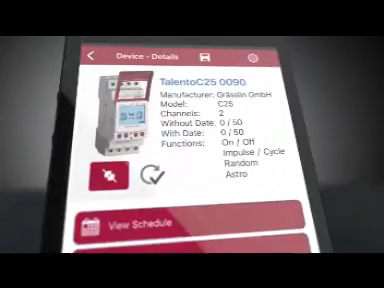 Device - Details
TalentoC25 0090
Manufacturer: Grässlin GmbH
Model: C25
Channels: 2
Without Date: 0 / 50
With Date: 0 / 50
Functions: On / Off
Impulse / Cycle
Random
Astro
View Schedule